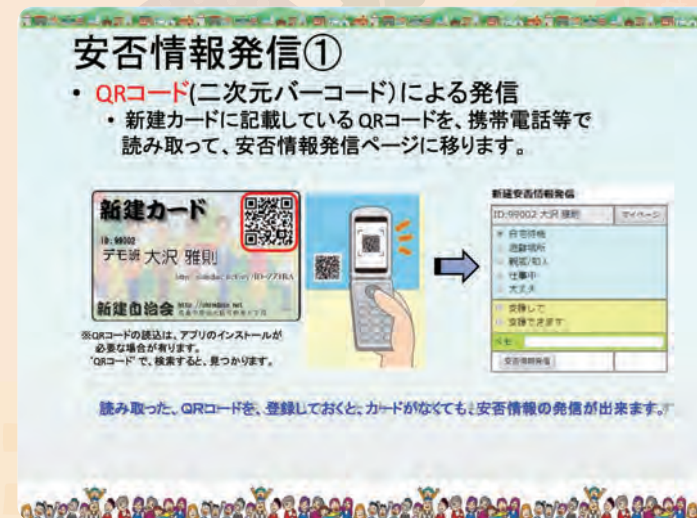 安否情報発信①
• QRコード(二次元バーコード)による発信
• 新建カードに記載しているQRコードを、携帯電話等で
読み取って、安否情報発信ページに移ります。
新建カード
ID:99002
デモ班 大沢 雅則
新建自治会
※QRコードの読込は、アプリのインストールが
必要な場合が有ります。
"QRコード"で、検索すると、見つかります。
新建安否情報発信
ID:99002 大沢 雅則 マイページ
自宅待機
避難場所
親戚/知人
仕事中
大丈夫
支援して
支援できます
メモ
安否情報発信
読み取った、QRコードを、登録しておくと、カードがなくても、安否情報の発信が出来ます。